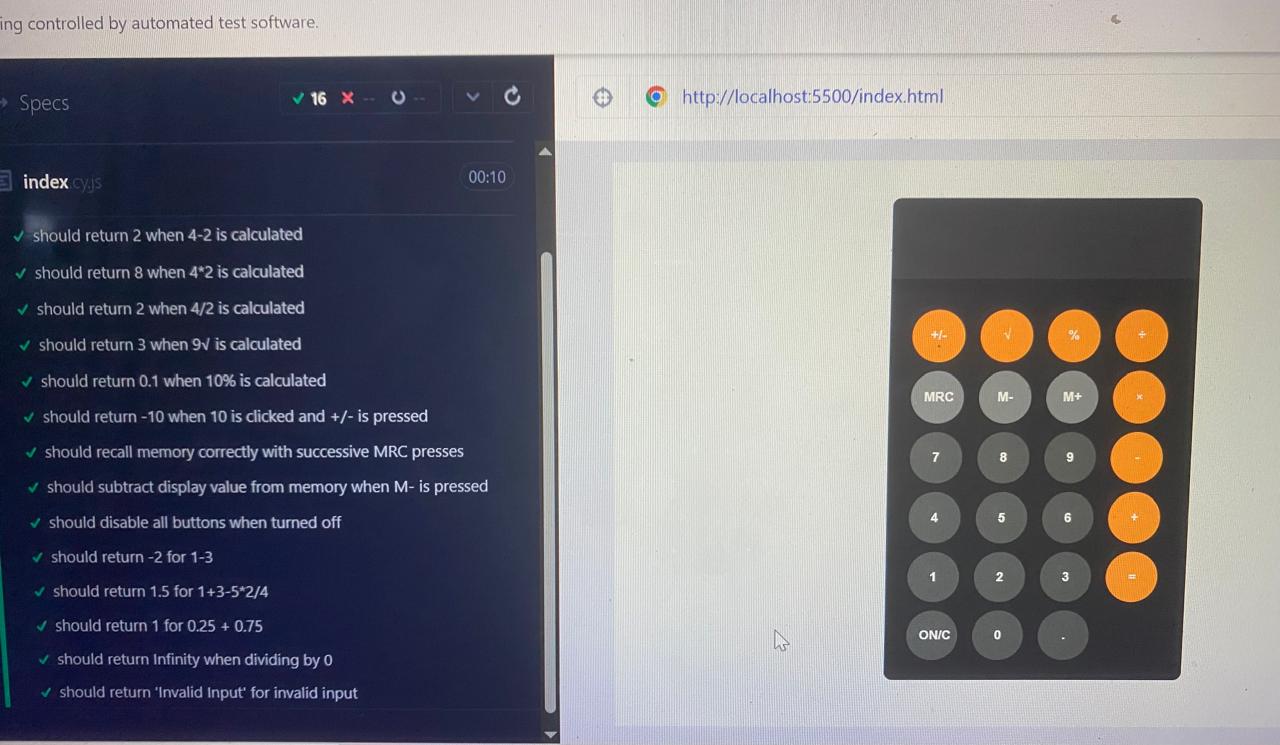 ing controlled by automated test software.
Specs
16 -- --
http://localhost:5500/index.html
index.cy.js
00:10
should return 2 when 4-2 is calculated
should return 8 when 4*2 is calculated
should return 2 when 4/2 is calculated
should return 3 when 9√ is calculated
should return 0.1 when 10% is calculated
should return -10 when 10 is clicked and +/- is pressed
should recall memory correctly with successive MRC presses
should subtract display value from memory when M- is pressed
should disable all buttons when turned off
should return -2 for 1-3
should return 1.5 for 1+3-5*2/4
should return 1 for 0.25 + 0.75
should return Infinity when dividing by 0
should return 'Invalid Input' for invalid input
+/- √ % ÷
MRC M- M+ ×
7 8 9 -
4 5 6 +
1 2 3 =
ON/C 0 .